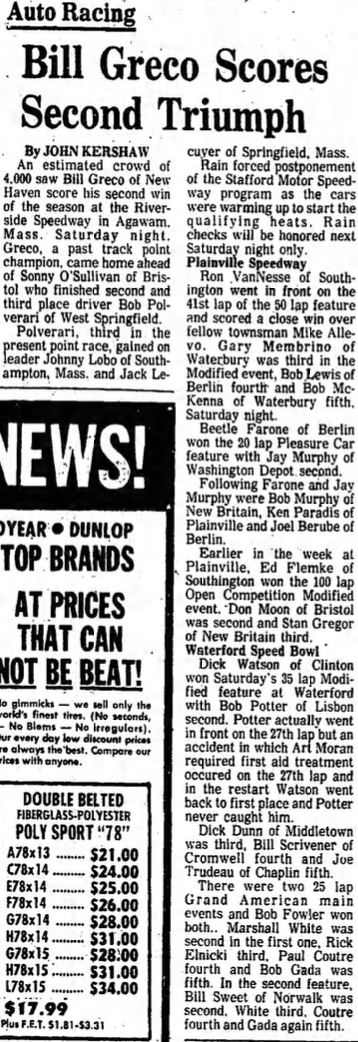 Auto Racing
Bill Greco Scores
Second Triumph
By JOHN KERSHAW
An estimated crowd of
4,000 saw Bill Greco of New
Haven score his second win
of the season at the River-
side Speedway in Agawam.
Mass. Saturday night.
Greco, a past track point
champion, came home ahead
of Sonny O'Sullivan of Bris-
tol who finished second and
third place driver Bob Pol-
verari of West Springfield.
Polverari, third in the
present point race, gained on
leader Johnny Lobo of South-
ampton, Mass. and Jack Le-
cuyer of Springfield, Mass.
Rain forced postponement
of the Stafford Motor Speed-
way program as the cars
were warming up to start the
qualifying heats. Rain
checks will be honored next
Saturday night only.
Plainville Speedway
Ron VanNesse of South-
ington went in front on the
41st lap of the 50 lap feature
and scored a close win over
fellow townsman Mike Alle-
vo. Gary Membrino of
Waterbury was third in the
Modified event, Bob Lewis of
Berlin fourth and Bob Mc-
Kenna of Waterbury fifth,
Saturday night.
Beetle Farone of Berlin
won the 20 lap Pleasure Car
feature with Jay Murphy of
Washington Depot second.
Following Farone and Jay
Murphy were Bob Murphy of
New Britain, Ken Paradis of
Plainville and Joel Berube of
Berlin.
Earlier in the week at
Plainville, Ed Flemke of
Southington won the 100 lap
Open Competition Modified
event. Don Moon of Bristol
was second and Stan Gregor
of New Britain third.
Waterford Speed Bowl
Dick Watson of Clinton
won Saturday's 35 lap Modi-
fied feature at Waterford
with Bob Potter of Lisbon
second. Potter actually went
in front on the 27th lap but an
accident in which Art Moran
required first aid treatment
occured on the 27th lap and
in the restart Watson went
back to first place and Potter
never caught him.
Dick Dunn of Middletown
was third, Bill Scrivener of
Cromwell fourth and Joe
Trudeau of Chaplin fifth.
There were two 25 lap
Grand American main
events and Bob Fowler won
both.. Marshall White was
second in the first one, Rick
Elnicki third, Paul Coutre
fourth and Bob Gada was
fifth. In the second feature,
Bill Sweet of Norwalk was
second, White third, Coutre
fourth and Gada again fifth.
NEWS!
DYEAR • DUNLOP
TOP BRANDS
AT PRICES
THAT CAN
NOT BE BEAT!
No gimmicks — we sell only the
world's finest tires. (No seconds,
— No Blems — No irregulars).
Our every day low discount prices
are always the best. Compare our
prices with anyone.
DOUBLE BELTED
FIBERGLASS-POLYESTER
POLY SPORT "78"
A78x13 ........ $21.00
C78x14 ........ $24.00
E78x14 ........ $25.00
F78x14 ........ $26.00
G78x14 ........ $28.00
H78x14 ........ $31.00
G78x15 ........ $28.00
H78x15 ........ $31.00
L78x15 ........ $34.00
$17.99
Plus F.E.T. $1.81-$3.31